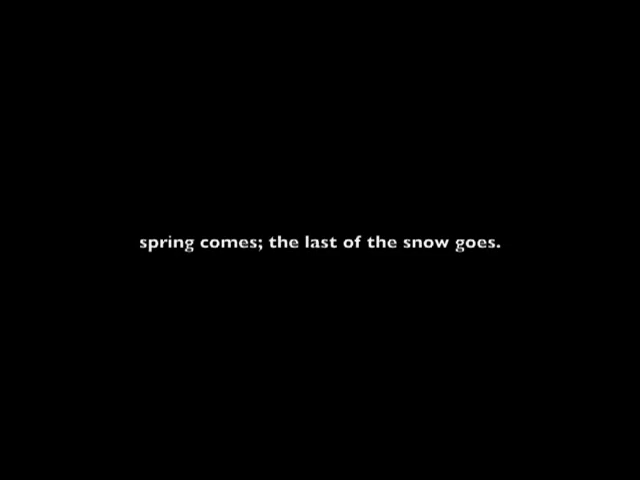 spring comes; the last of the snow goes.